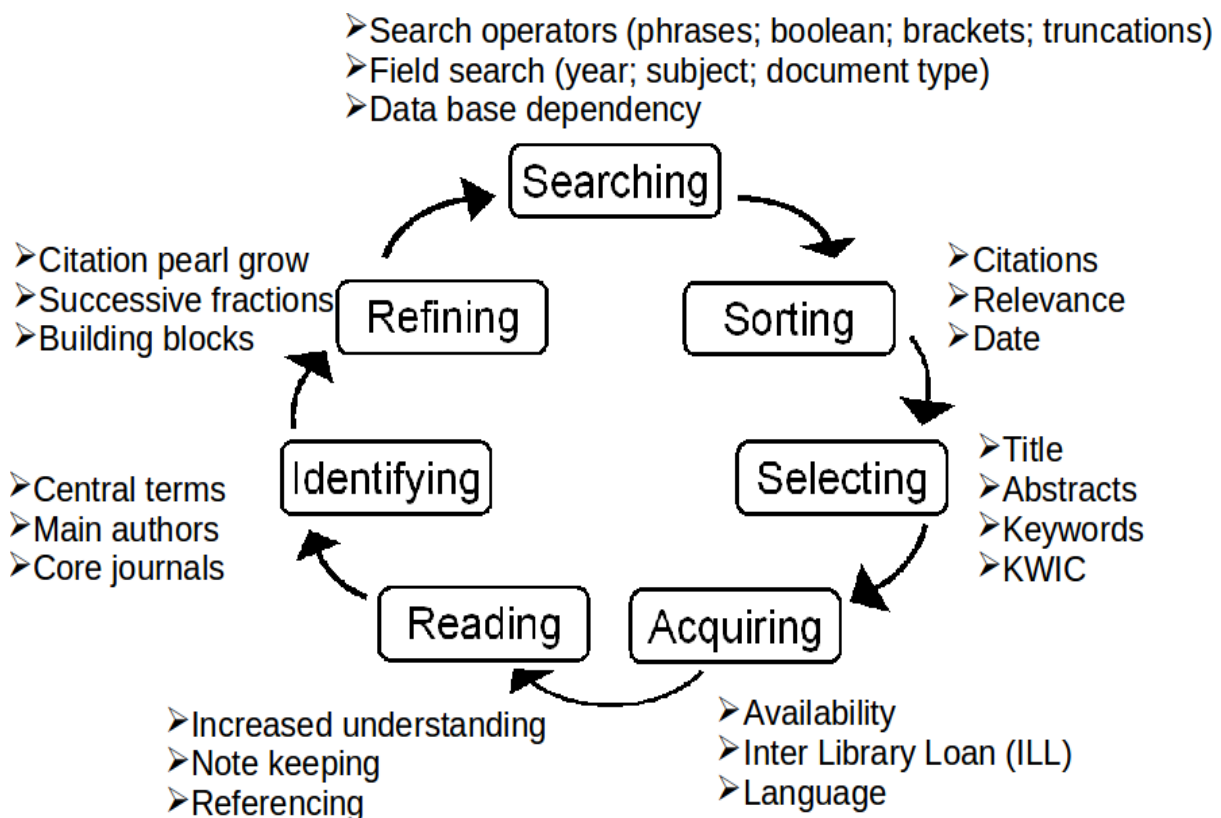 ➢Search operators (phrases; boolean; brackets; truncations)
➢Field search (year; subject; document type)
➢Data base dependency
Searching
Sorting
➢Citations
➢Relevance
➢Date
Selecting
➢Title
➢Abstracts
➢Keywords
➢KWIC
Acquiring
➢Availability
➢Inter Library Loan (ILL)
➢Language
Reading
➢Increased understanding
➢Note keeping
➢Referencing
Identifying
➢Central terms
➢Main authors
➢Core journals
Refining
➢Citation pearl grow
➢Successive fractions
➢Building blocks